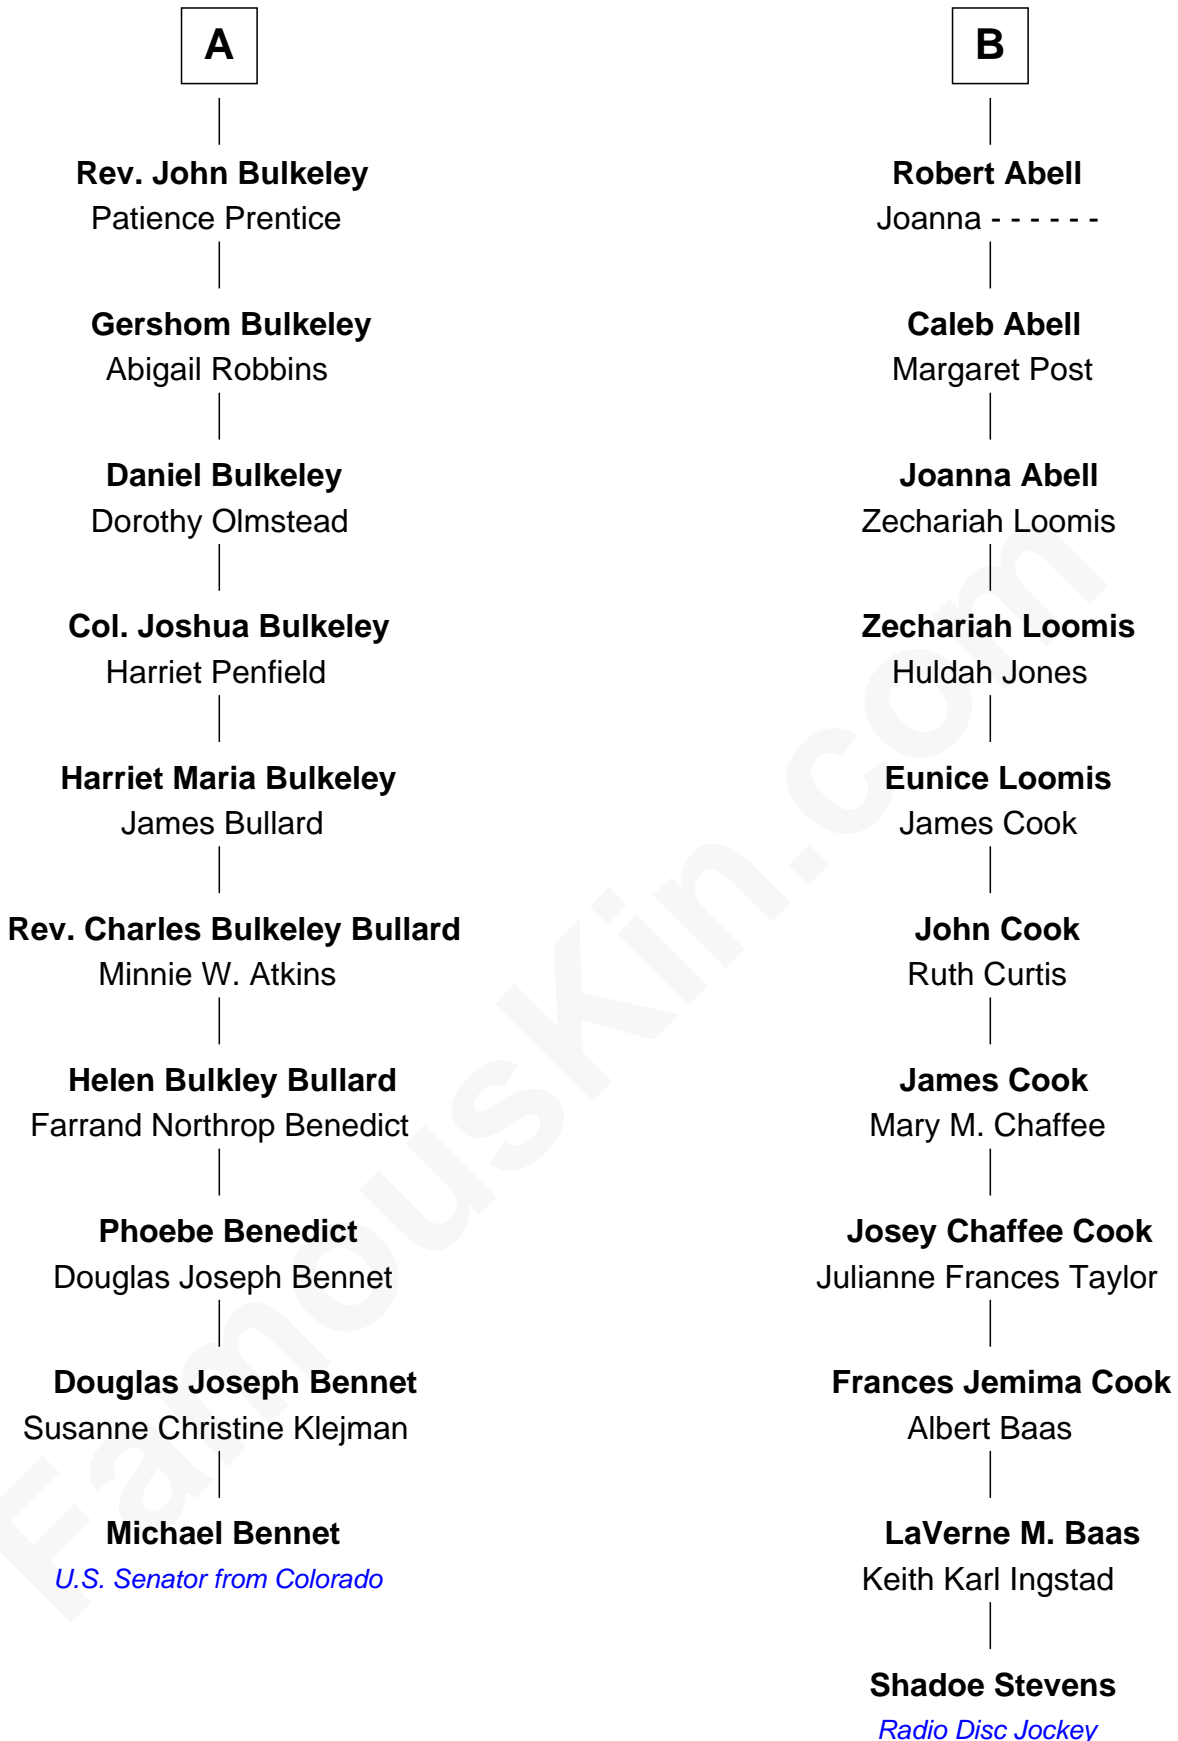 A
Rev. John Bulkeley
Patience Prentice
Gershom Bulkeley
Abigail Robbins
Daniel Bulkeley
Dorothy Olmstead
Col. Joshua Bulkeley
Harriet Penfield
Harriet Maria Bulkeley
James Bullard
Rev. Charles Bulkeley Bullard
Minnie W. Atkins
Helen Bulkley Bullard
Farrand Northrop Benedict
Phoebe Benedict
Douglas Joseph Bennet
Douglas Joseph Bennet
Susanne Christine Klejman
Michael Bennet
U.S. Senator from Colorado
B
Robert Abell
Joanna - - - - - -
Caleb Abell
Margaret Post
Joanna Abell
Zechariah Loomis
Zechariah Loomis
Huldah Jones
Eunice Loomis
James Cook
John Cook
Ruth Curtis
James Cook
Mary M. Chaffee
Josey Chaffee Cook
Julianne Frances Taylor
Frances Jemima Cook
Albert Baas
LaVerne M. Baas
Keith Karl Ingstad
Shadoe Stevens
Radio Disc Jockey
FamousKin.com